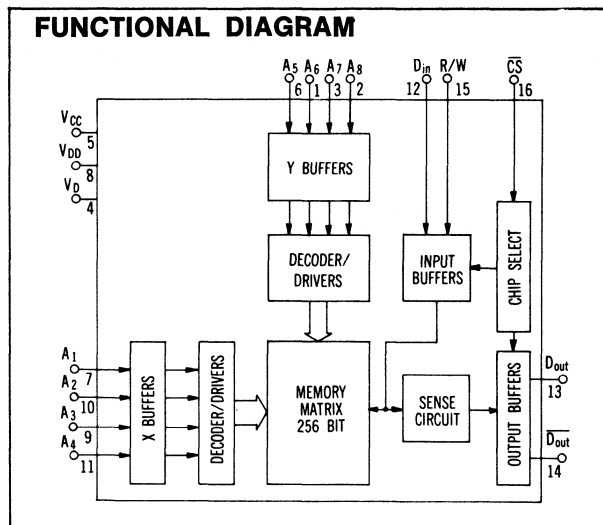 FUNCTIONAL DIAGRAM
A5 A6 A7 A8 Din R/W CS
6 1 3 2 12 15 16
VCC
5
VDD
8
VD
4
Y BUFFERS
DECODER/
DRIVERS
INPUT
BUFFERS
CHIP SELECT
A1
7
A2
10
A3
9
A4
11
X BUFFERS
DECODER/DRIVERS
MEMORY
MATRIX
256 BIT
SENSE
CIRCUIT
OUTPUT BUFFERS
Dout
13
Dout
14